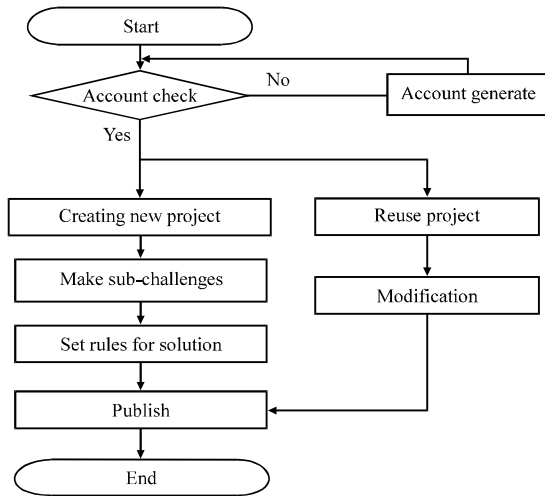 Start
No
Account check
Account generate
Yes
Creating new project
Reuse project
Make sub-challenges
Modification
Set rules for solution
Publish
End